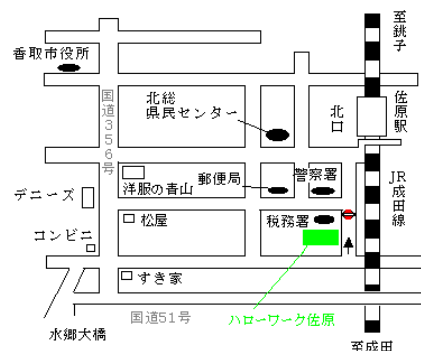 至銚子
香取市役所
国道356号
北総
県民センター
北口
佐原駅
郵便局
警察署
洋服の青山
JR成田線
デニーズ
松屋
税務署
コンビニ
すき家
国道51号
ハローワーク佐原
水郷大橋
至成田